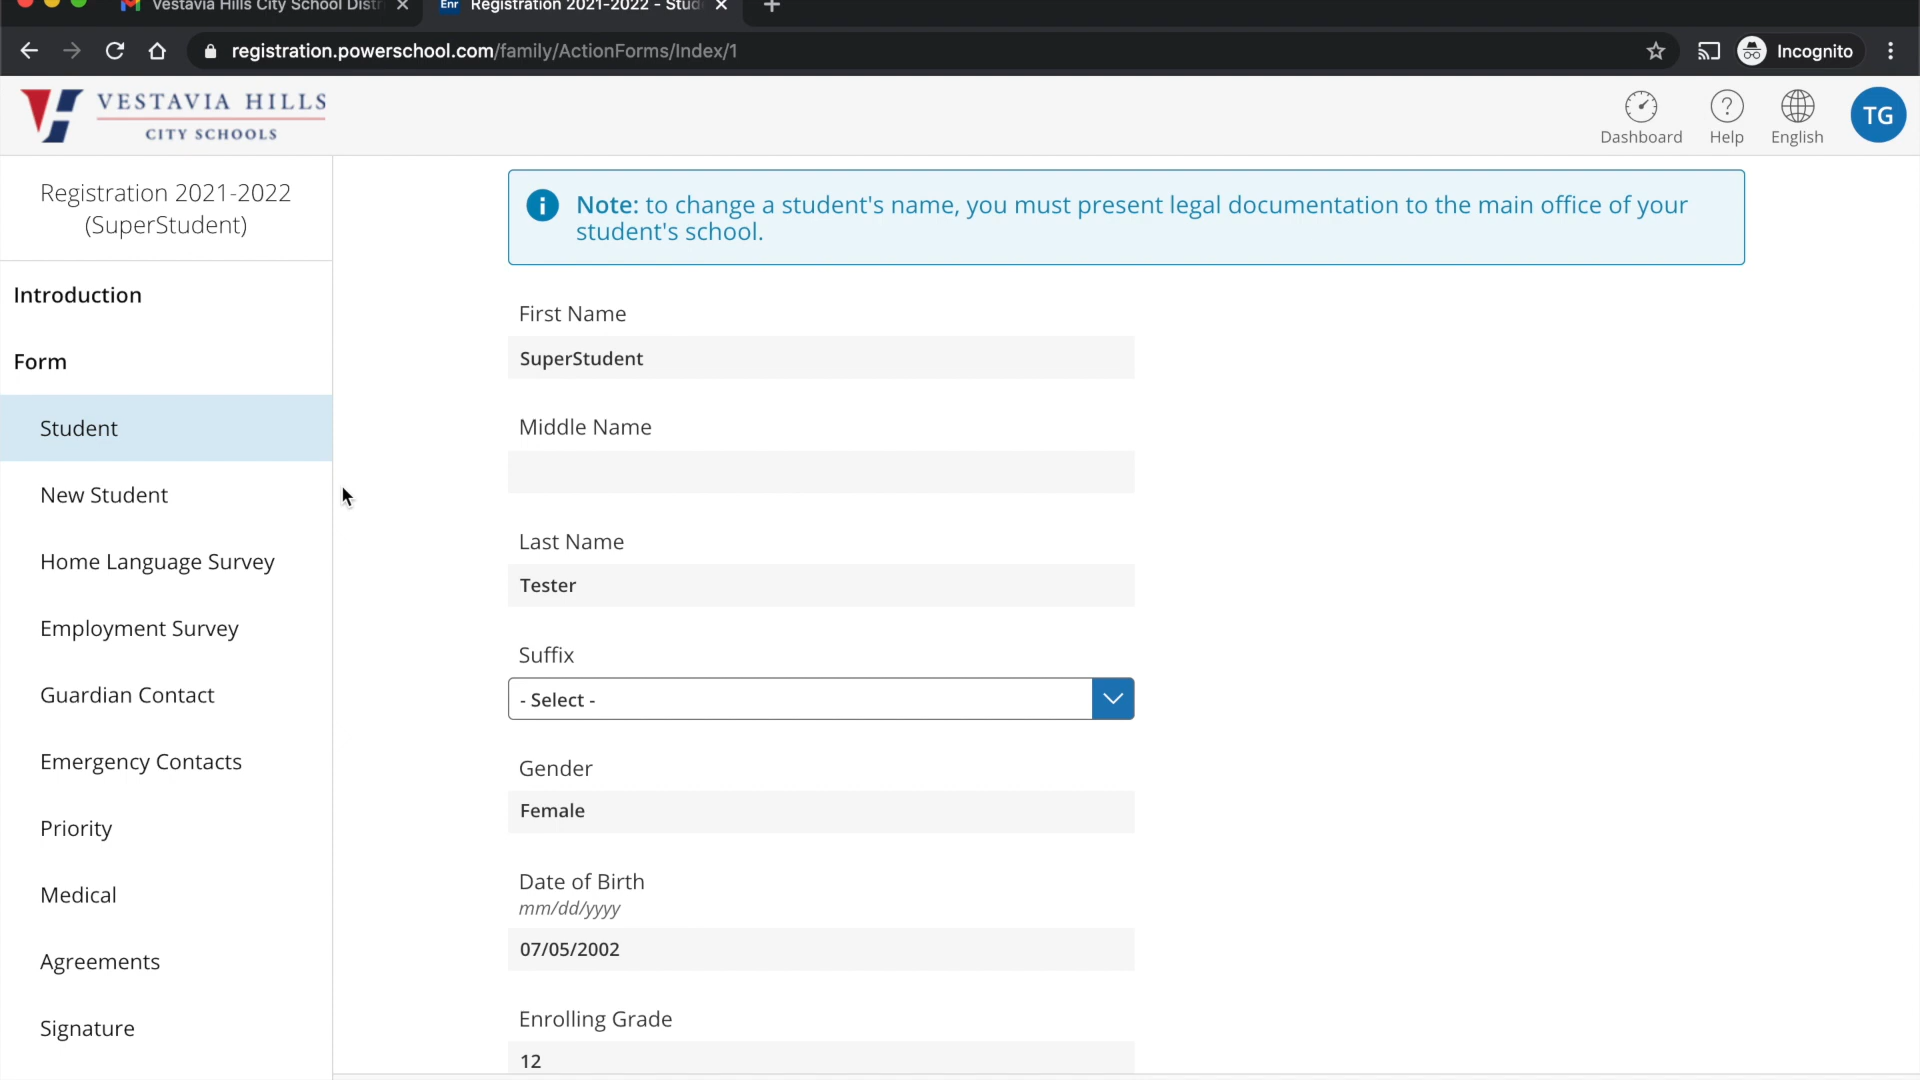 Vestavia Hills City School Distr
Enr
Registration 2021-2022 - Stud
registration.powerschool.com/family/ActionForms/Index/1
Incognito
VESTAVIA HILLS
CITY SCHOOLS
Dashboard
Help
English
TG
Registration 2021-2022
(SuperStudent)
Introduction
Form
Student
New Student
Home Language Survey
Employment Survey
Guardian Contact
Emergency Contacts
Priority
Medical
Agreements
Signature
Note: to change a student's name, you must present legal documentation to the main office of your
student's school.
First Name
SuperStudent
Middle Name
Last Name
Tester
Suffix
- Select -
Gender
Female
Date of Birth
mm/dd/yyyy
07/05/2002
Enrolling Grade
12